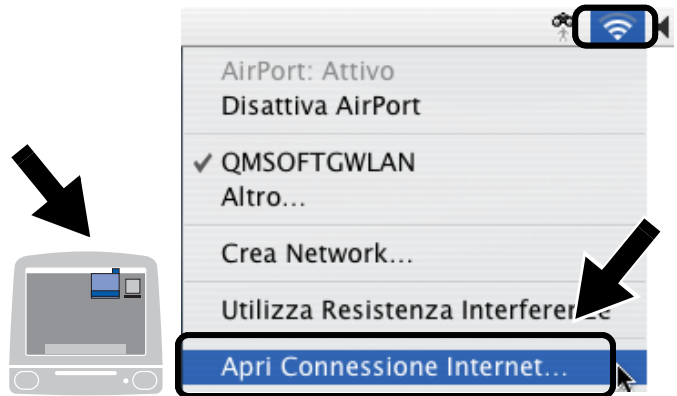 AirPort: Attivo
Disattiva AirPort
QMSOFTGWLAN
Altro...
Crea Network...
Utilizza Resistenza Interferenze
Apri Connessione Internet...